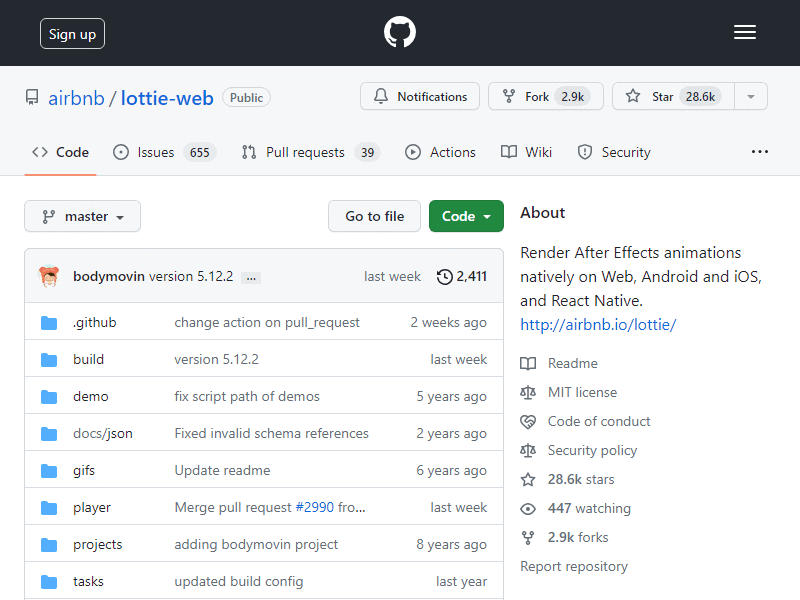 Sign up
airbnb / lottie-web Public
Notifications Fork 2.9k Star 28.6k
Code Issues 655 Pull requests 39 Actions Wiki Security ...
master Go to file Code
About
Render After Effects animations
natively on Web, Android and iOS,
and React Native.
http://airbnb.io/lottie/
Readme
MIT license
Code of conduct
Security policy
28.6k stars
447 watching
2.9k forks
Report repository
bodymovin version 5.12.2 ... last week 2,411
.github change action on pull_request 2 weeks ago
build version 5.12.2 last week
demo fix script path of demos 5 years ago
docs/json Fixed invalid schema references 2 years ago
gifs Update readme 6 years ago
player Merge pull request #2990 fro... last week
projects adding bodymovin project 8 years ago
tasks updated build config last year